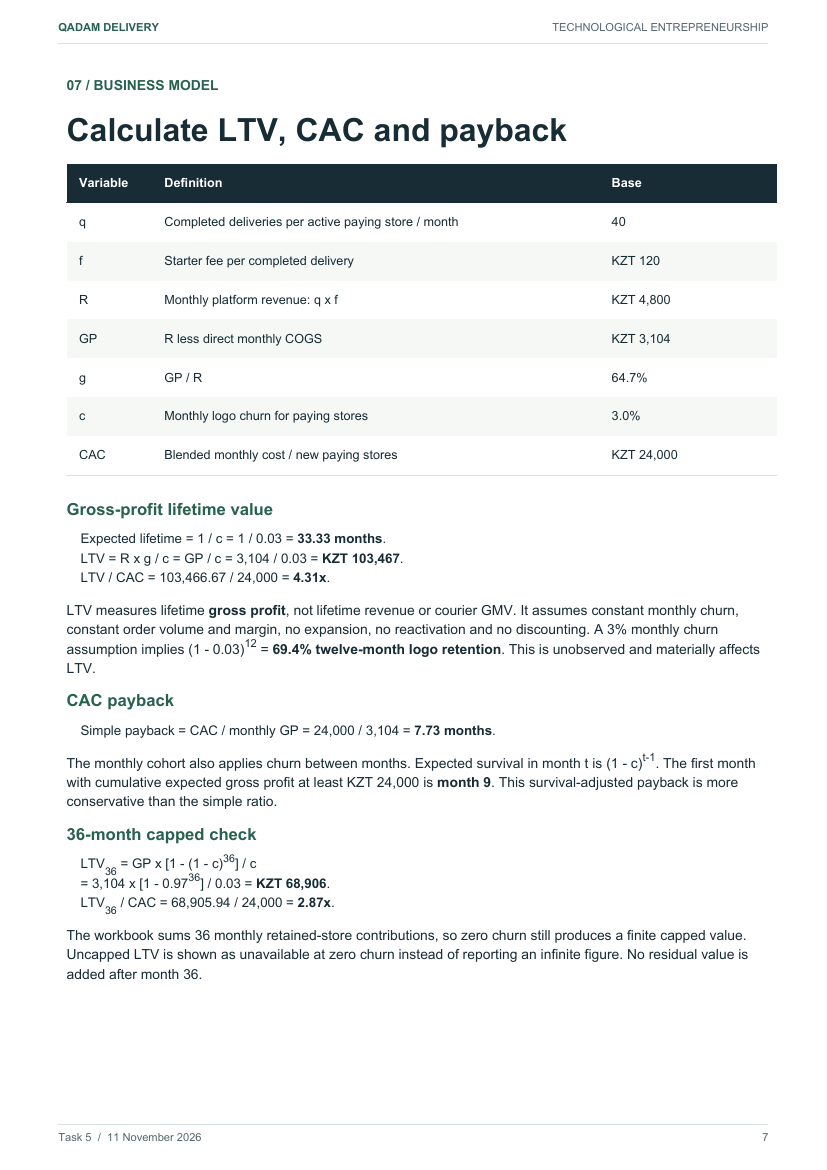 QADAM DELIVERY
TECHNOLOGICAL ENTREPRENEURSHIP
07 / BUSINESS MODEL
Calculate LTV, CAC and payback
Variable Definition Base
q Completed deliveries per active paying store / month 40
f Starter fee per completed delivery KZT 120
R Monthly platform revenue: q x f KZT 4,800
GP R less direct monthly COGS KZT 3,104
g GP / R 64.7%
c Monthly logo churn for paying stores 3.0%
CAC Blended monthly cost / new paying stores KZT 24,000
Gross-profit lifetime value
Expected lifetime = 1 / c = 1 / 0.03 = 33.33 months.
LTV = R x g / c = GP / c = 3,104 / 0.03 = KZT 103,467.
LTV / CAC = 103,466.67 / 24,000 = 4.31x.
LTV measures lifetime gross profit, not lifetime revenue or courier GMV. It assumes constant monthly churn,
constant order volume and margin, no expansion, no reactivation and no discounting. A 3% monthly churn
assumption implies (1 - 0.03)12 = 69.4% twelve-month logo retention. This is unobserved and materially affects
LTV.
CAC payback
Simple payback = CAC / monthly GP = 24,000 / 3,104 = 7.73 months.
The monthly cohort also applies churn between months. Expected survival in month t is (1 - c)t-1. The first month
with cumulative expected gross profit at least KZT 24,000 is month 9. This survival-adjusted payback is more
conservative than the simple ratio.
36-month capped check
LTV36 = GP x [1 - (1 - c)36] / c
= 3,104 x [1 - 0.9736] / 0.03 = KZT 68,906.
LTV36 / CAC = 68,905.94 / 24,000 = 2.87x.
The workbook sums 36 monthly retained-store contributions, so zero churn still produces a finite capped value.
Uncapped LTV is shown as unavailable at zero churn instead of reporting an infinite figure. No residual value is
added after month 36.
Task 5 / 11 November 2026
7